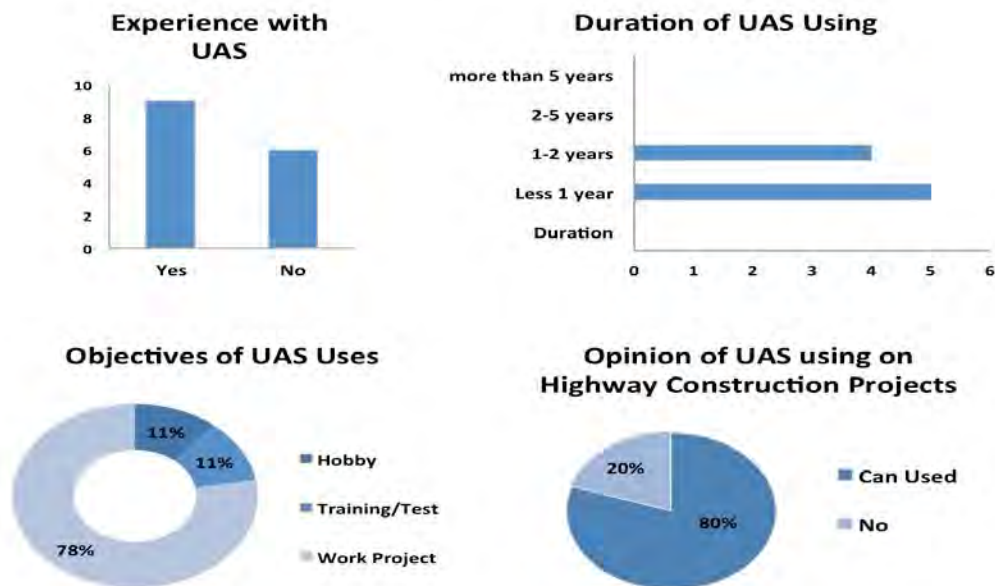 Experience with
UAS
10
8
6
4
2
0
Yes
No
Duration of UAS Using
more than 5 years
2-5 years
1-2 years
Less 1 year
Duration
0
1
2
3
4
5
6
Objectives of UAS Uses
11%
11%
78%
Hobby
Training/Test
Work Project
Opinion of UAS using on
Highway Construction Projects
20%
80%
Can Used
No